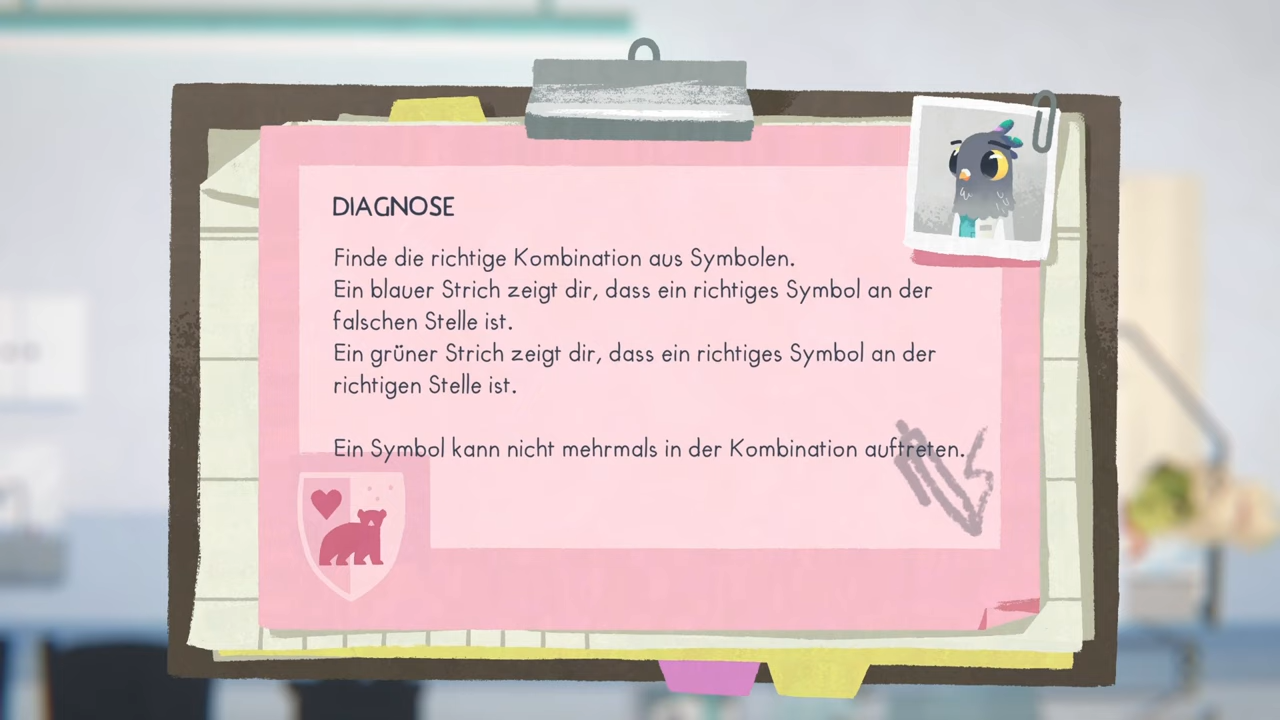 DIAGNOSE
Finde die richtige Kombination aus Symbolen.
Ein blauer Strich zeigt dir, dass ein richtiges Symbol an der
falschen Stelle ist.
Ein grüner Strich zeigt dir, dass ein richtiges Symbol an der
richtigen Stelle ist.
Ein Symbol kann nicht mehrmals in der Kombination auftreten.